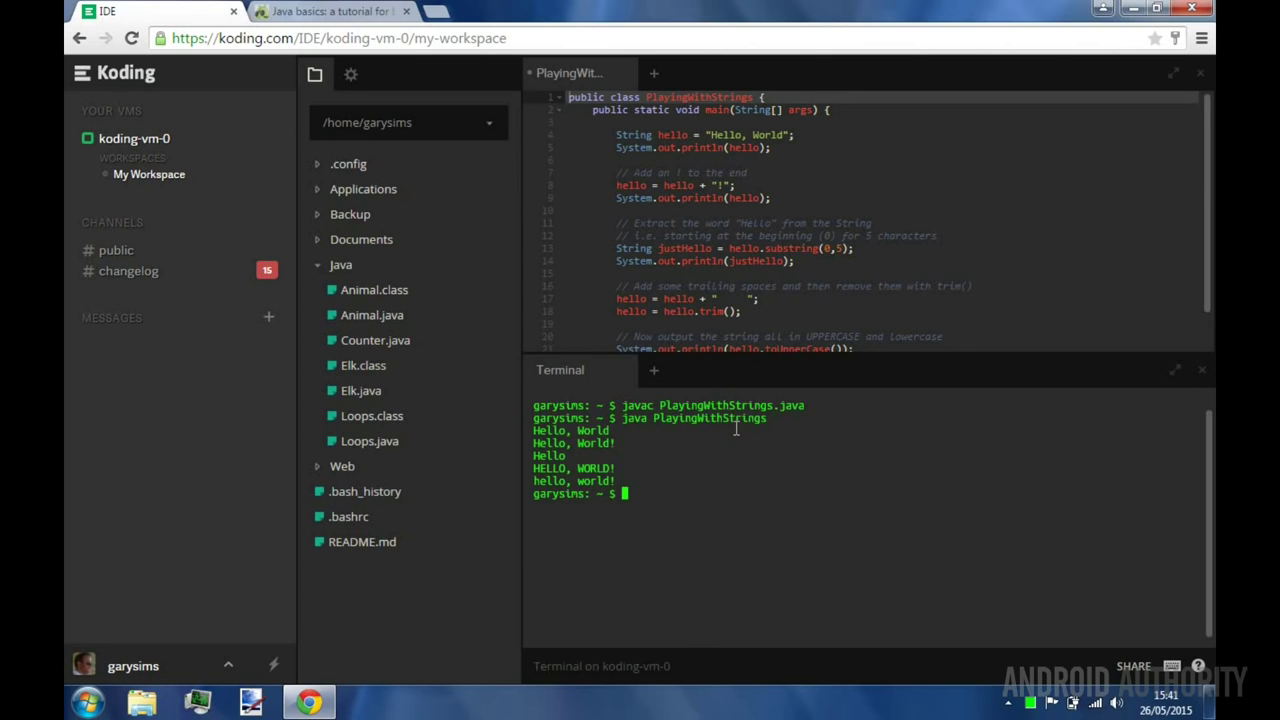 IDE
Java basics: a tutorial for
https://koding.com/IDE/koding-vm-0/my-workspace
Koding
YOUR VMS
koding-vm-0
WORKSPACES
My Workspace
CHANNELS
# public
# changelog
15
MESSAGES
garysims
/home/garysims
.config
Applications
Backup
Documents
Java
Animal.class
Animal.java
Counter.java
Elk.class
Elk.java
Loops.class
Loops.java
Web
.bash_history
.bashrc
README.md
PlayingWit...
1 public class PlayingWithStrings {
2 public static void main(String[] args) {
3
4 String hello = "Hello, World";
5 System.out.println(hello);
6
7 // Add an ! to the end
8 hello = hello + "!";
9 System.out.println(hello);
10
11 // Extract the word "Hello" from the String
12 // i.e. starting at the beginning (0) for 5 characters
13 String justHello = hello.substring(0,5);
14 System.out.println(justHello);
15
16 // Add some trailing spaces and then remove them with trim()
17 hello = hello + "     ";
18 hello = hello.trim();
19
20 // Now output the string all in UPPERCASE and lowercase
21 System.out.println(hello.toUpperCase());
Terminal
garysims: ~ $ javac PlayingWithStrings.java
garysims: ~ $ java PlayingWithStrings
Hello, World
Hello, World!
Hello
HELLO, WORLD!
hello, world!
garysims: ~ $
Terminal on koding-vm-0
SHARE
ANDROID AUTHORITY
15:41
26/05/2015